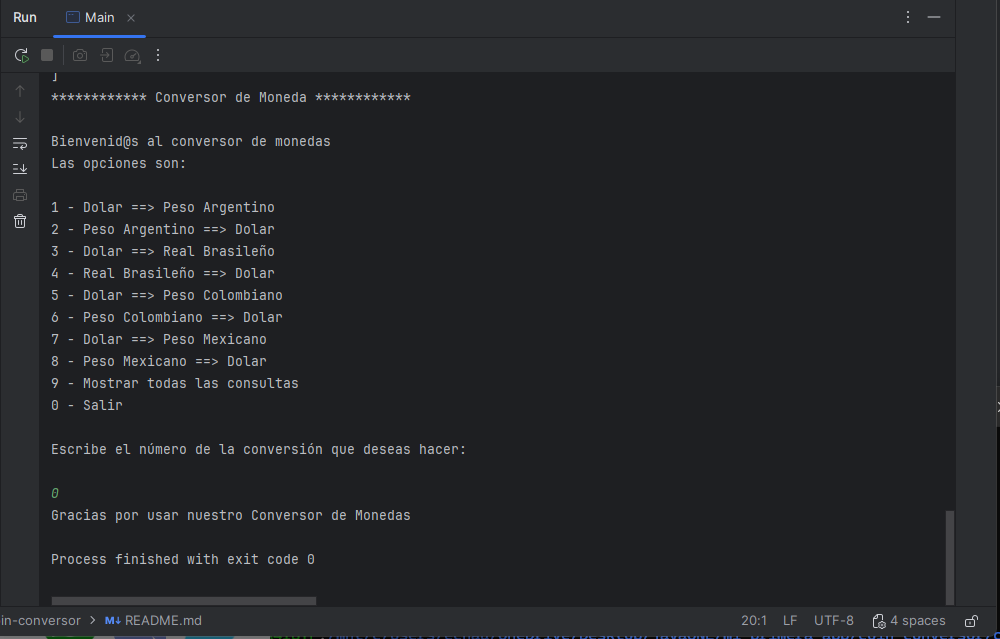 Run Main
]
************ Conversor de Moneda ************
Bienvenid@s al conversor de monedas
Las opciones son:
1 - Dolar ==> Peso Argentino
2 - Peso Argentino ==> Dolar
3 - Dolar ==> Real Brasileño
4 - Real Brasileño ==> Dolar
5 - Dolar ==> Peso Colombiano
6 - Peso Colombiano ==> Dolar
7 - Dolar ==> Peso Mexicano
8 - Peso Mexicano ==> Dolar
9 - Mostrar todas las consultas
0 - Salir
Escribe el número de la conversión que deseas hacer:
0
Gracias por usar nuestro Conversor de Monedas
Process finished with exit code 0
in-conversor > M↓ README.md 20:1 LF UTF-8 4 spaces